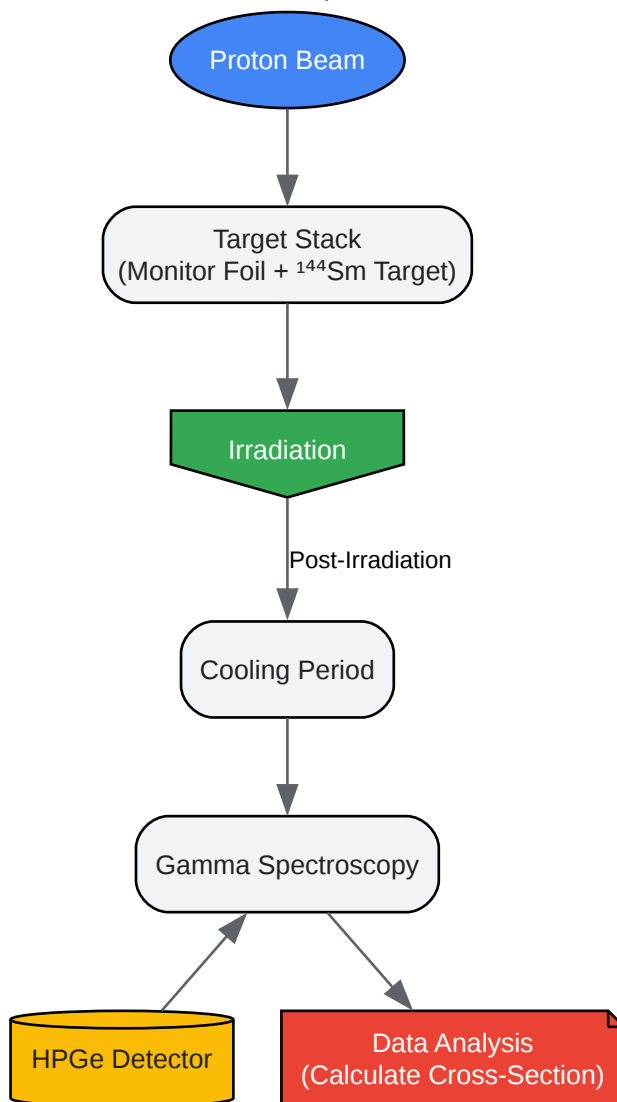 Proton Beam
Target Stack
(Monitor Foil + ¹⁴⁴Sm Target)
Irradiation
Post-Irradiation
Cooling Period
Gamma Spectroscopy
HPGe Detector
Data Analysis
(Calculate Cross-Section)